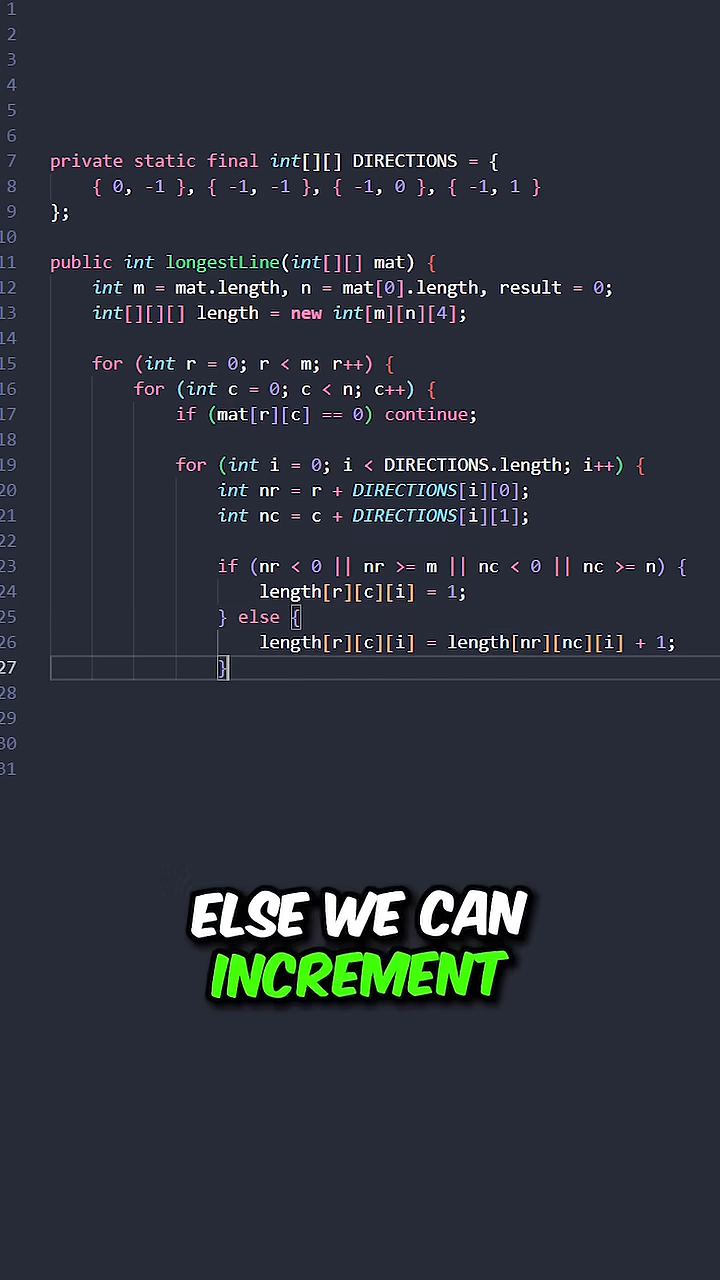 1
2
3
4
5
6
7 private static final int[][] DIRECTIONS = {
8     { 0, -1 }, { -1, -1 }, { -1, 0 }, { -1, 1 }
9 };
10
11 public int longestLine(int[][] mat) {
12     int m = mat.length, n = mat[0].length, result = 0;
13     int[][][] length = new int[m][n][4];
14
15     for (int r = 0; r < m; r++) {
16         for (int c = 0; c < n; c++) {
17             if (mat[r][c] == 0) continue;
18
19             for (int i = 0; i < DIRECTIONS.length; i++) {
20                 int nr = r + DIRECTIONS[i][0];
21                 int nc = c + DIRECTIONS[i][1];
22
23                 if (nr < 0 || nr >= m || nc < 0 || nc >= n) {
24                     length[r][c][i] = 1;
25                 } else {
26                     length[r][c][i] = length[nr][nc][i] + 1;
27                 }
28
29
30
31
ELSE WE CAN
INCREMENT